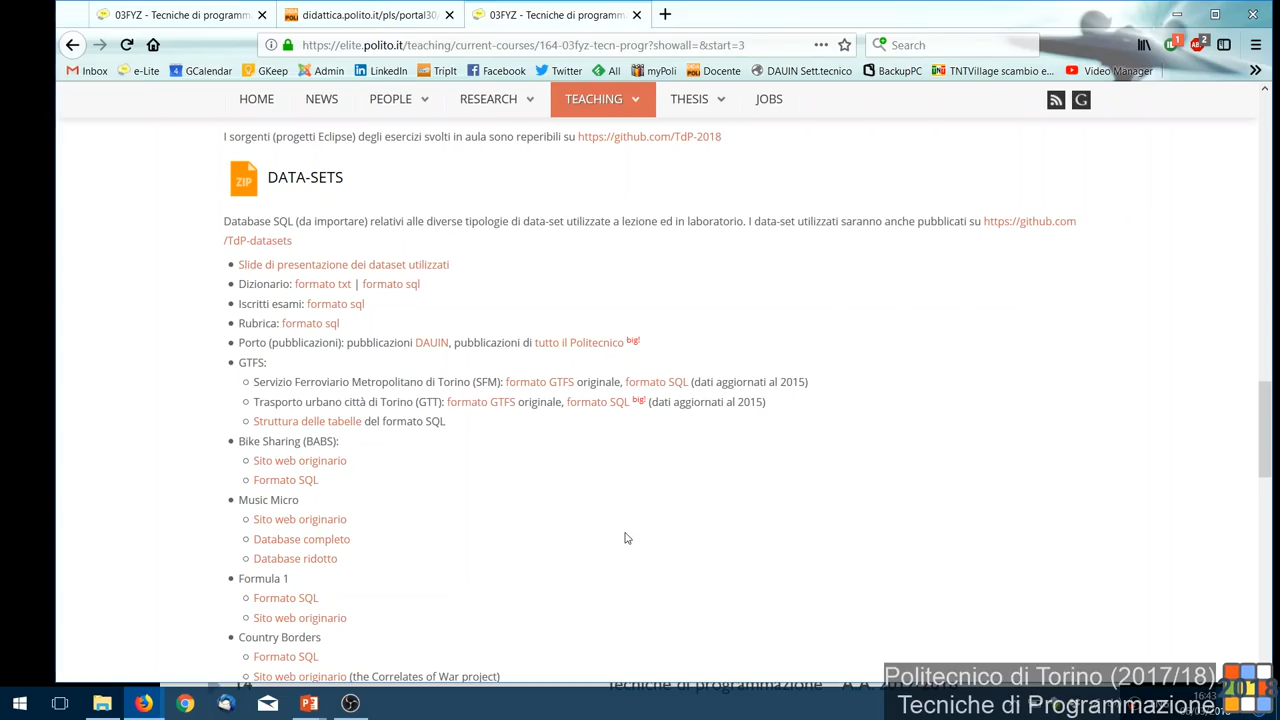 03FYZ - Tecniche di programm...
didattica.polito.it/pls/portal30/
03FYZ - Tecniche di programm...
https://elite.polito.it/teaching/current-courses/164-03fyz-tecn-progr?showall=&start=3
Search
1
2
Inbox e-Lite GCalendar GKeep Admin LinkedIn TripIt Facebook Twitter All myPoli Docente DAUIN Sett.tecnico BackupPC TNTVillage scambio e... Video Manager
HOME NEWS PEOPLE RESEARCH TEACHING THESIS JOBS
I sorgenti (progetti Eclipse) degli esercizi svolti in aula sono reperibili su https://github.com/TdP-2018
ZIP
DATA-SETS
Database SQL (da importare) relativi alle diverse tipologie di data-set utilizzate a lezione ed in laboratorio. I data-set utilizzati saranno anche pubblicati su https://github.com
/TdP-datasets
Slide di presentazione dei dataset utilizzati
Dizionario: formato txt | formato sql
Iscritti esami: formato sql
Rubrica: formato sql
Porto (pubblicazioni): pubblicazioni DAUIN, pubblicazioni di tutto il Politecnico big!
GTFS:
Servizio Ferroviario Metropolitano di Torino (SFM): formato GTFS originale, formato SQL (dati aggiornati al 2015)
Trasporto urbano città di Torino (GTT): formato GTFS originale, formato SQL big! (dati aggiornati al 2015)
Struttura delle tabelle del formato SQL
Bike Sharing (BABS):
Sito web originario
Formato SQL
Music Micro
Sito web originario
Database completo
Database ridotto
Formula 1
Formato SQL
Sito web originario
Country Borders
Formato SQL
Sito web originario (the Correlates of War project)
Politecnico di Torino (2017/18)
Tecniche di programmazione
Tecniche di Programmazione
2018
16:43